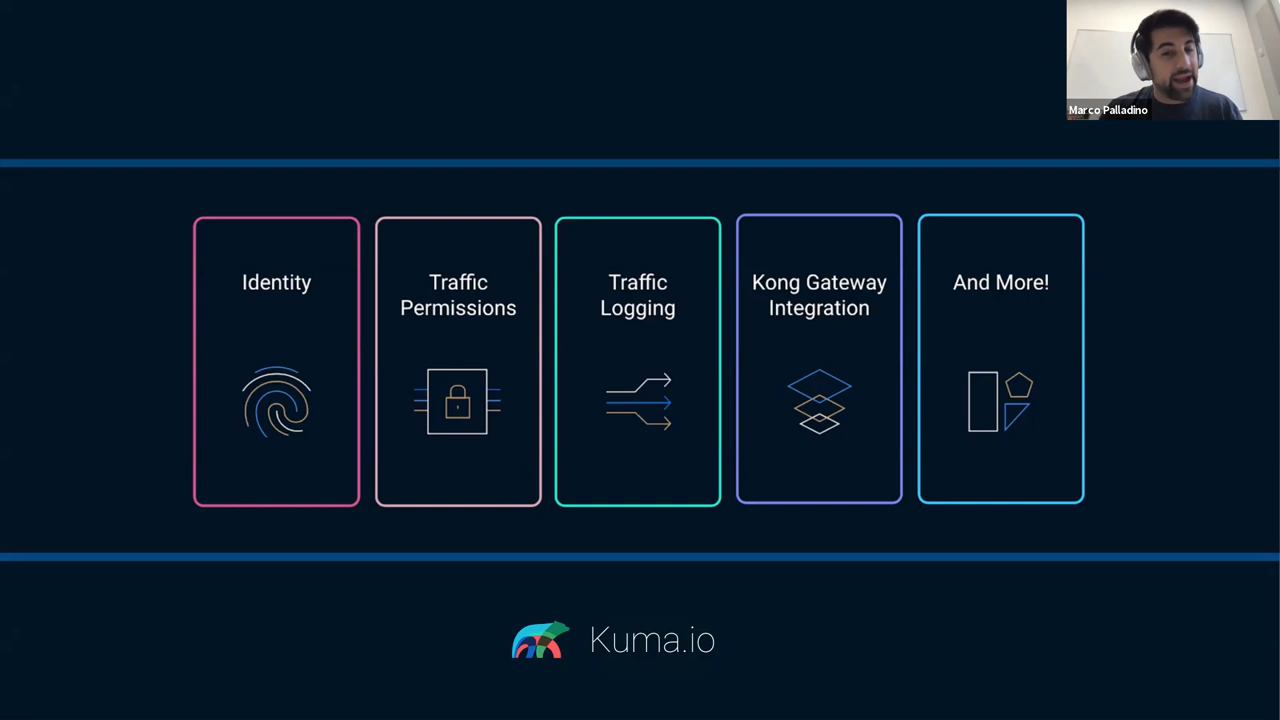 Marco Palladino
Identity
Traffic
Permissions
Traffic
Logging
Kong Gateway
Integration
And More!
Kuma.io